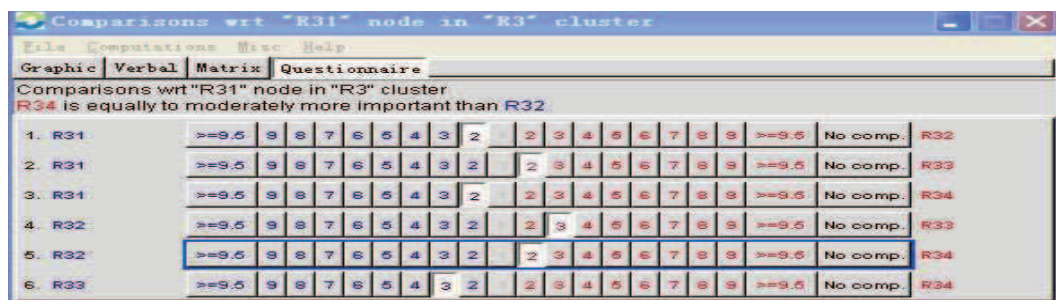 Comparisons wrt "R31" node in "R3" cluster
File Computations Misc Help
Graphic Verbal Matrix Questionnaire
Comparisons wrt "R31" node in "R3" cluster
R34 is equally to moderately more important than R32
1. R31 >=9.5 9 8 7 6 5 4 3 2 2 3 4 5 6 7 8 9 >=9.5 No comp. R32
2. R31 >=9.5 9 8 7 6 5 4 3 2 2 3 4 5 6 7 8 9 >=9.5 No comp. R33
3. R31 >=9.5 9 8 7 6 5 4 3 2 2 3 4 5 6 7 8 9 >=9.5 No comp. R34
4. R32 >=9.5 9 8 7 6 5 4 3 2 2 3 4 5 6 7 8 9 >=9.5 No comp. R33
5. R32 >=9.5 9 8 7 6 5 4 3 2 2 3 4 5 6 7 8 9 >=9.5 No comp. R34
6. R33 >=9.5 9 8 7 6 5 4 3 2 2 3 4 5 6 7 8 9 >=9.5 No comp. R34